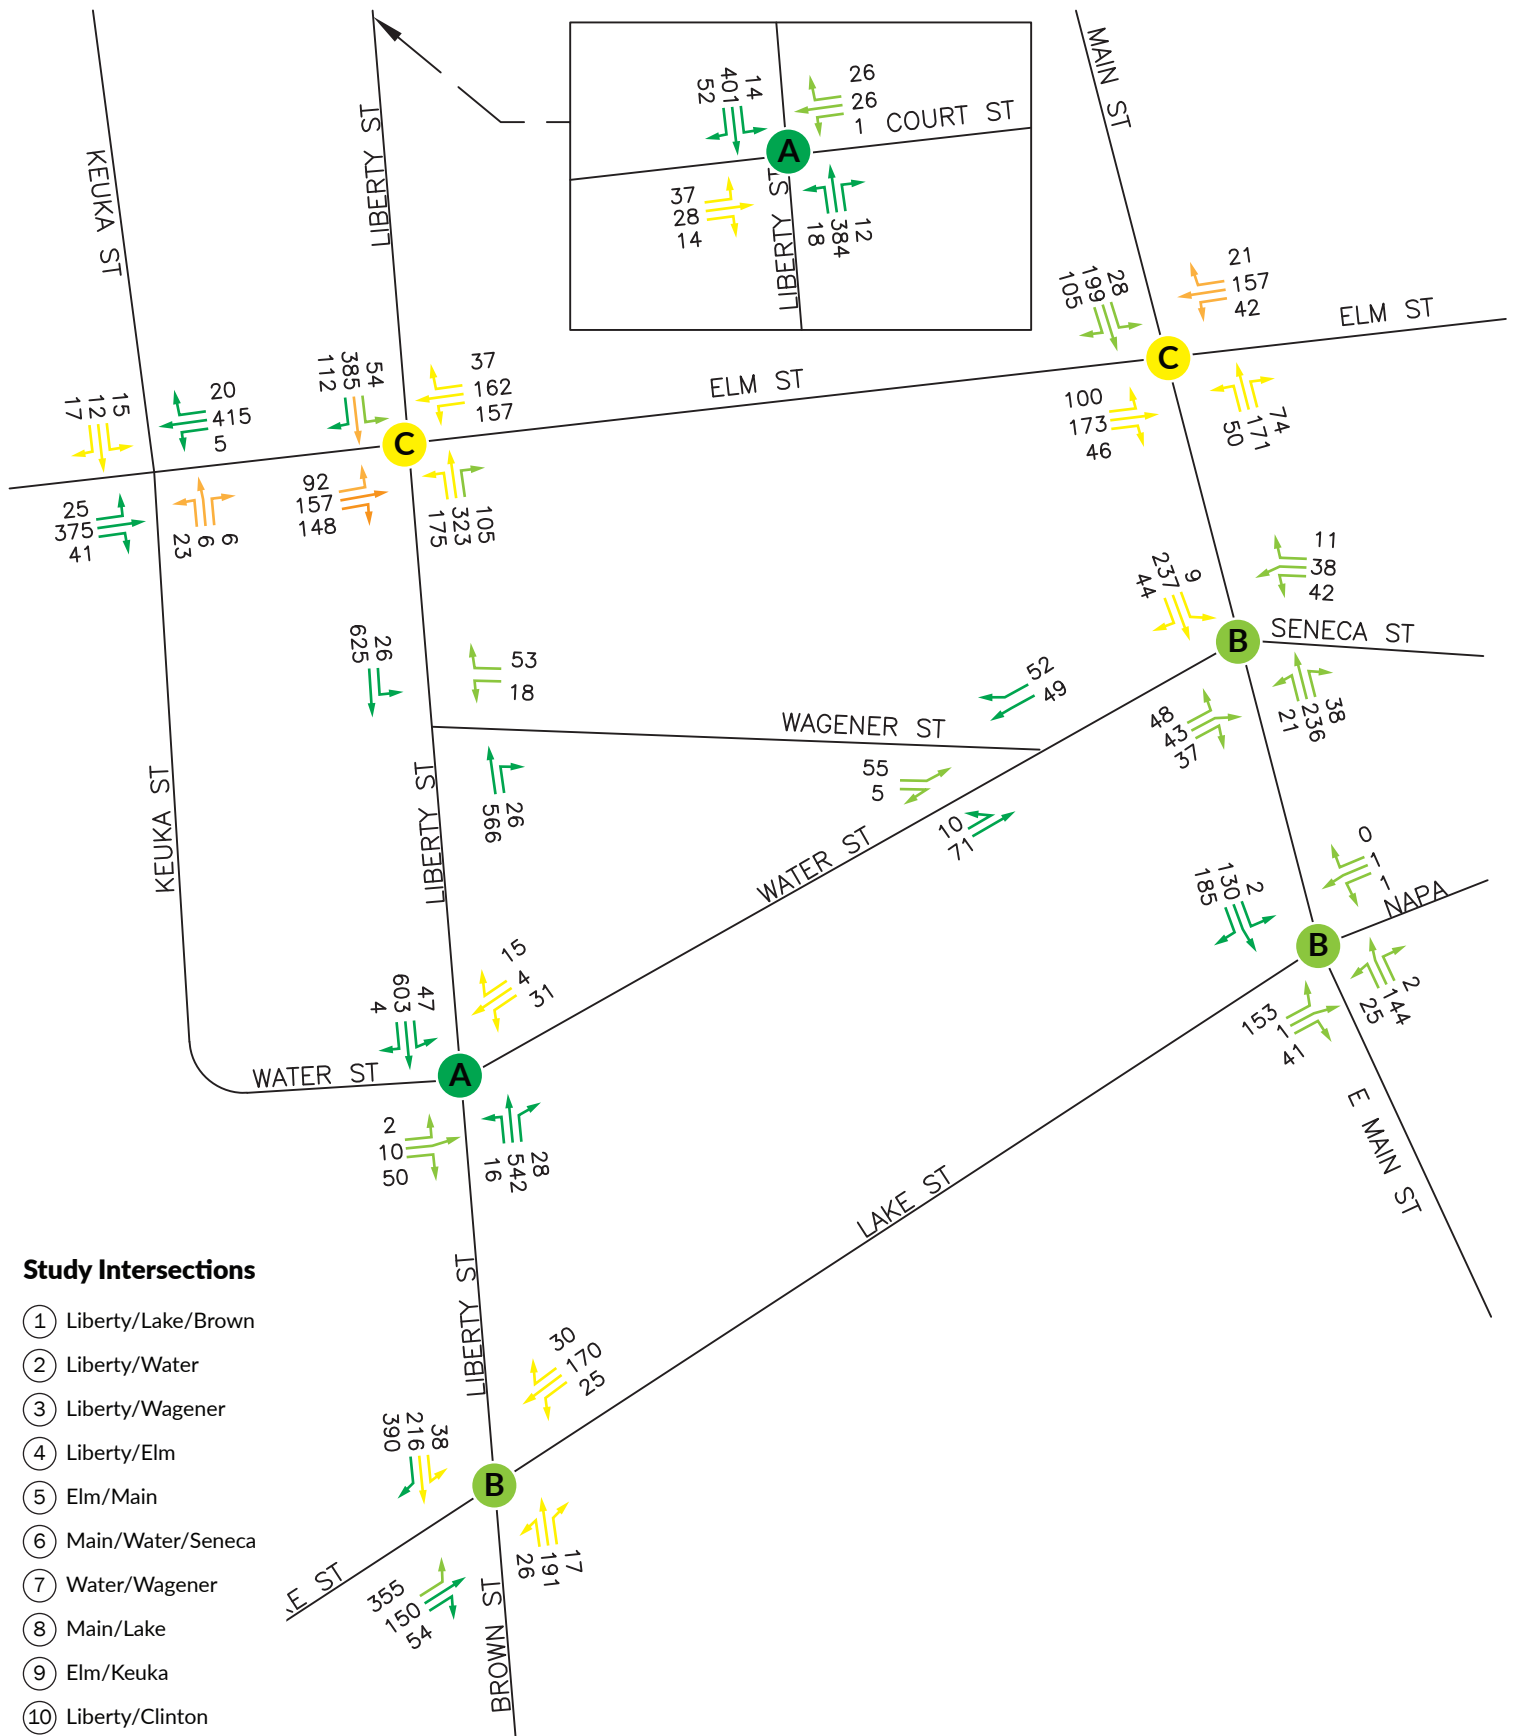 KEUKA ST
LIBERTY ST
MAIN ST
52
401
14
26
26
1
COURT ST
A
37
28
14
LIBERTY ST
18
384
12
105
199
28
21
157
42
ELM ST
C
100
173
46
50
171
74
17
12
15
20
415
5
112
385
54
37
162
157
ELM ST
C
25
375
41
23
6
6
92
157
148
175
323
105
44
237
9
11
38
42
B
SENECA ST
48
43
37
21
236
38
625
26
53
18
52
49
WAGENER ST
566
26
55
5
10
71
KEUKA ST
LIBERTY ST
WATER ST
185
130
2
0
1
1
NAPA
B
153
1
41
25
144
2
E MAIN ST
4
603
47
15
4
31
WATER ST
A
2
10
50
16
542
28
LAKE ST
LIBERTY ST
30
170
25
390
216
38
B
E ST
355
150
54
26
191
17
BROWN ST
Study Intersections
1 Liberty/Lake/Brown
2 Liberty/Water
3 Liberty/Wagener
4 Liberty/Elm
5 Elm/Main
6 Main/Water/Seneca
7 Water/Wagener
8 Main/Lake
9 Elm/Keuka
10 Liberty/Clinton